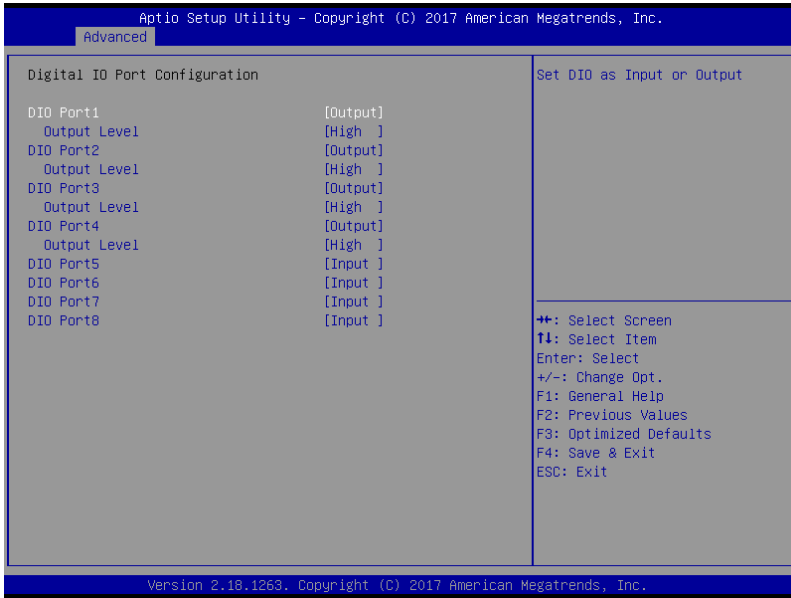 Aptio Setup Utility – Copyright (C) 2017 American Megatrends, Inc.
Advanced
Digital IO Port Configuration
DIO Port1 [Output]
Output Level [High ]
DIO Port2 [Output]
Output Level [High ]
DIO Port3 [Output]
Output Level [High ]
DIO Port4 [Output]
Output Level [High ]
DIO Port5 [Input ]
DIO Port6 [Input ]
DIO Port7 [Input ]
DIO Port8 [Input ]
Set DIO as Input or Output
→←: Select Screen
↑↓: Select Item
Enter: Select
+/-: Change Opt.
F1: General Help
F2: Previous Values
F3: Optimized Defaults
F4: Save & Exit
ESC: Exit
Version 2.18.1263. Copyright (C) 2017 American Megatrends, Inc.